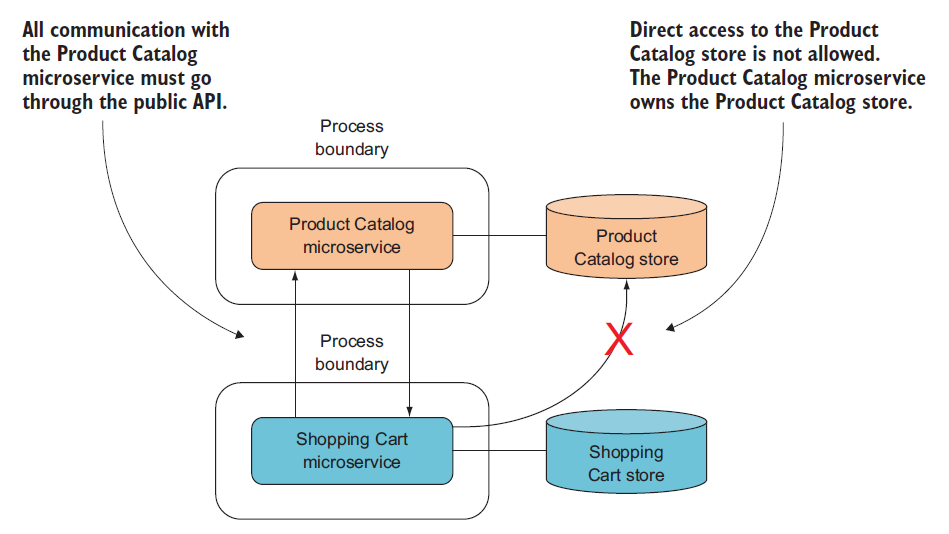 All communication with
the Product Catalog
microservice must go
through the public API.
Direct access to the Product
Catalog store is not allowed.
The Product Catalog microservice
owns the Product Catalog store.
Process
boundary
Product Catalog
microservice
Product
Catalog store
X
Process
boundary
Shopping Cart
microservice
Shopping
Cart store